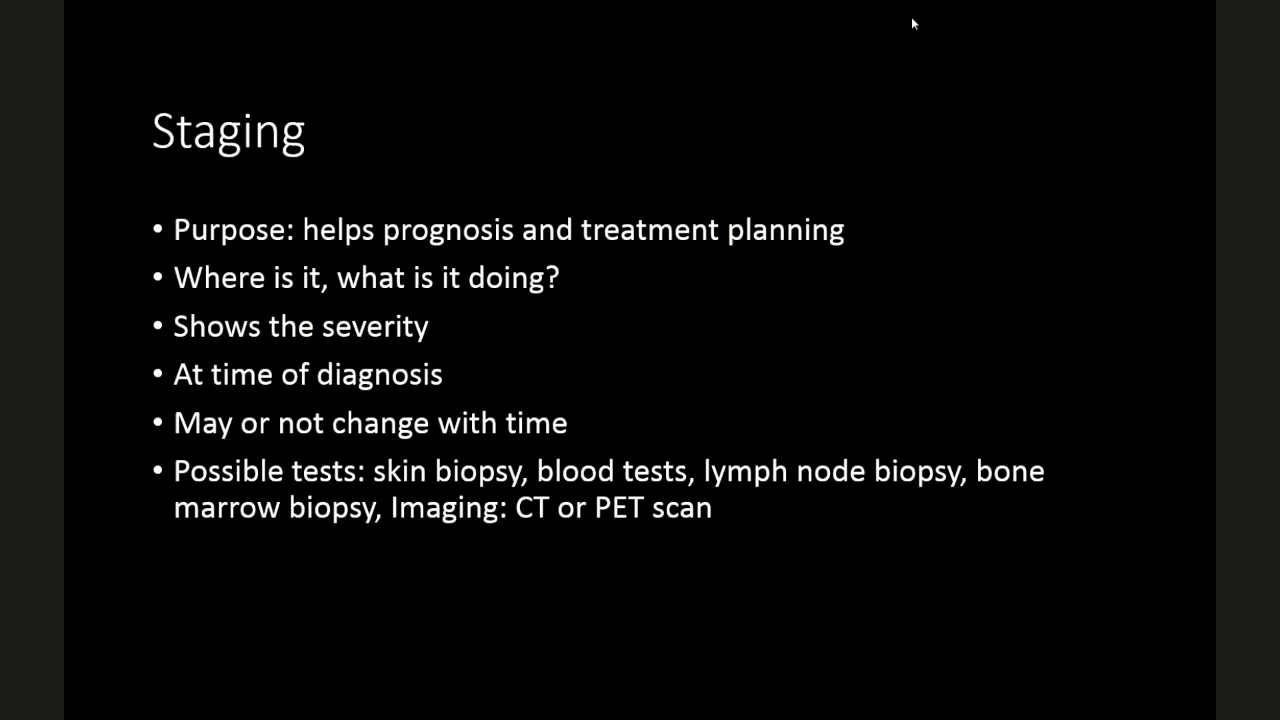 Staging
• Purpose: helps prognosis and treatment planning
• Where is it, what is it doing?
• Shows the severity
• At time of diagnosis
• May or not change with time
• Possible tests: skin biopsy, blood tests, lymph node biopsy, bone
marrow biopsy, Imaging: CT or PET scan